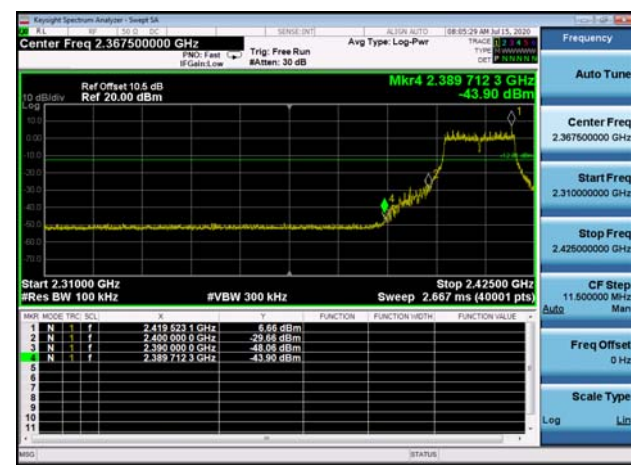 Keysight Spectrum Analyzer - Swept SA
RL RF 50 Ω DC SENSE:INT ALIGN AUTO 08:05:29 AM Jul 15, 2020
Center Freq 2.367500000 GHz
PNO: Fast
IFGain:Low
Trig: Free Run
#Atten: 30 dB
Avg Type: Log-Pwr
TRACE 1 2 3 4 5 6
TYPE
DET P N N N N N
Ref Offset 10.5 dB
Ref 20.00 dBm
10 dB/div
Log
Mkr4 2.389 712 3 GHz
-43.90 dBm
10.0
0.00
-10.0
-20.0
-30.0
-40.0
-50.0
-60.0
-70.0
1
4
Start 2.31000 GHz
Stop 2.42500 GHz
#Res BW 100 kHz
#VBW 300 kHz
Sweep 2.667 ms (40001 pts)
MKR MODE TRC SCL X Y FUNCTION FUNCTION WIDTH FUNCTION VALUE
1 N 1 f 2.419 523 1 GHz 6.66 dBm
2 N 1 f 2.400 000 0 GHz -29.66 dBm
3 N 1 f 2.390 000 0 GHz -48.06 dBm
4 N 1 f 2.389 712 3 GHz -43.90 dBm
5
6
7
8
9
10
11
MSG
STATUS
Frequency
Auto Tune
Center Freq
2.367500000 GHz
Start Freq
2.310000000 GHz
Stop Freq
2.425000000 GHz
CF Step
11.500000 MHz
Auto Man
Freq Offset
0 Hz
Scale Type
Log Lin